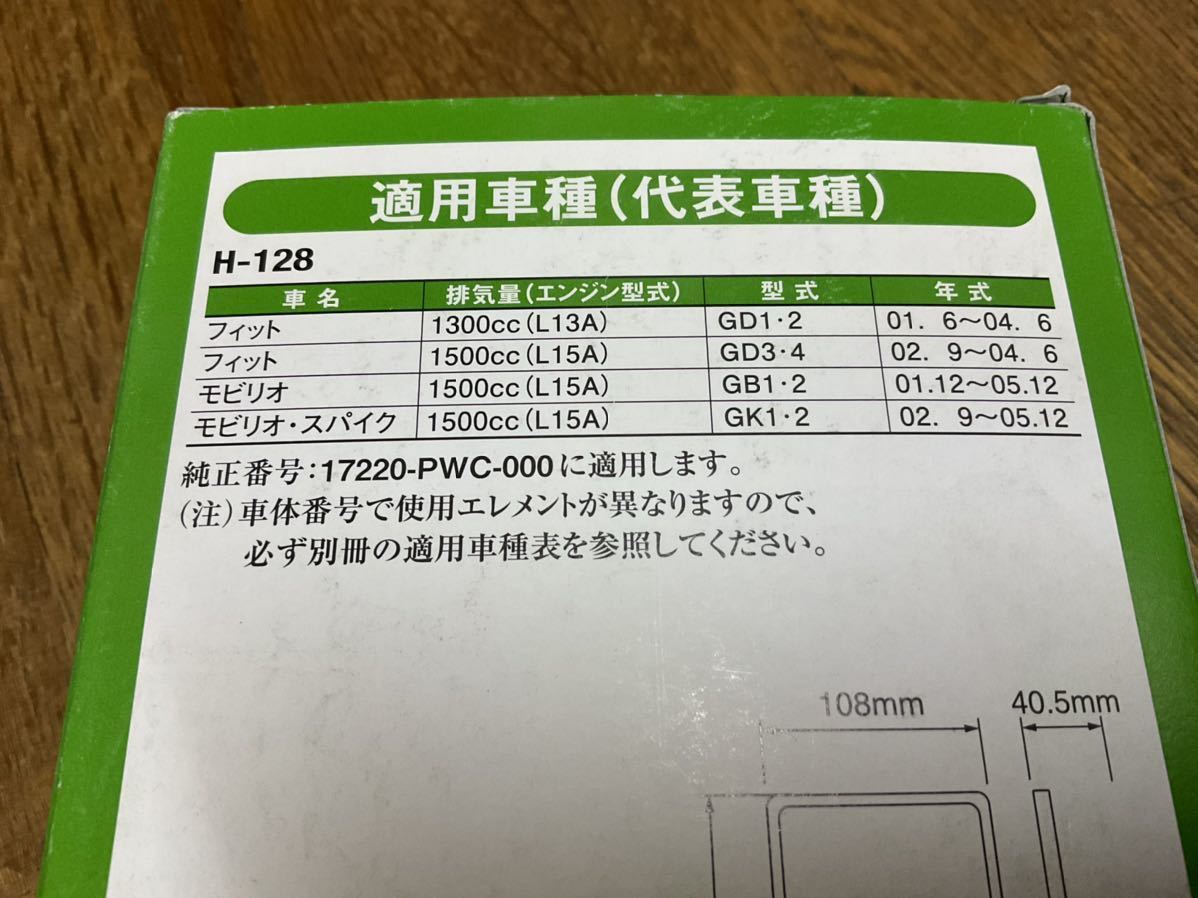 適用車種(代表車種)
H-128
車名 排気量(エンジン型式) 型式 年式
フィット 1300cc(L13A) GD1・2 01. 6〜04. 6
フィット 1500cc(L15A) GD3・4 02. 9〜04. 6
モビリオ 1500cc(L15A) GB1・2 01.12〜05.12
モビリオ・スパイク 1500cc(L15A) GK1・2 02. 9〜05.12
純正番号:17220-PWC-000に適用します。
(注)車体番号で使用エレメントが異なりますので、
必ず別冊の適用車種表を参照してください。
108mm 40.5mm